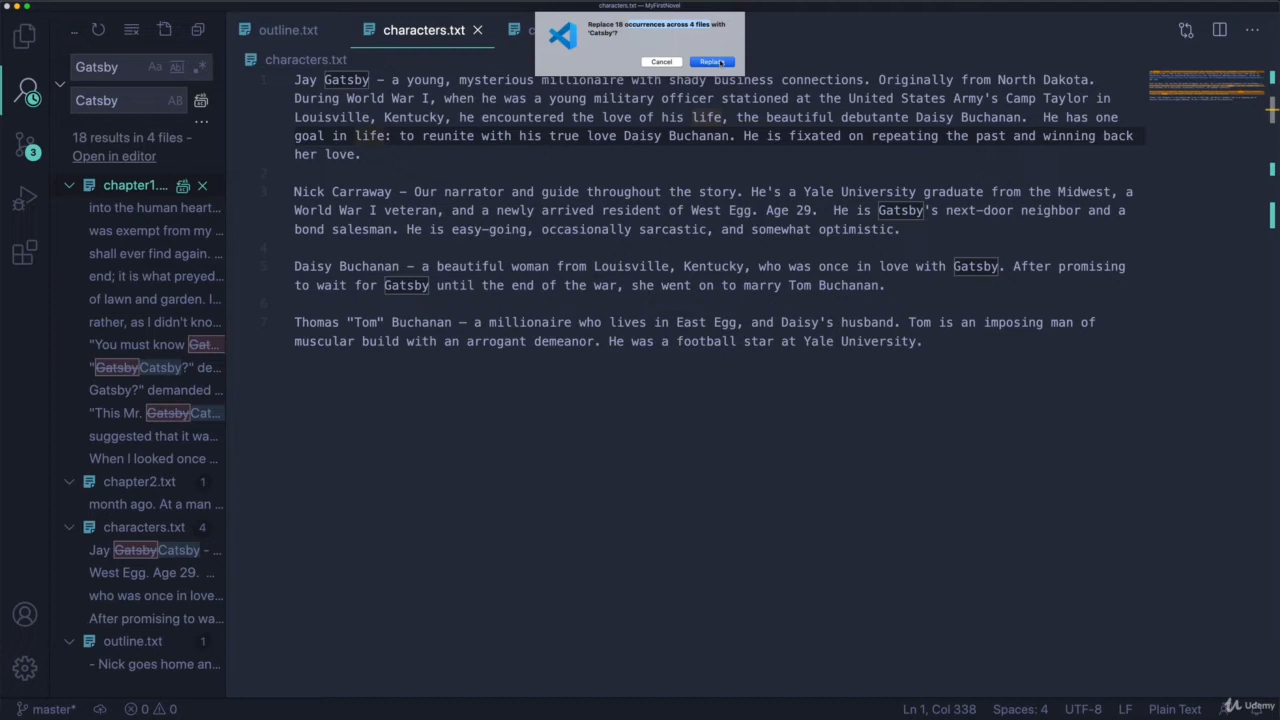 characters.txt — MyFirstNovel
outline.txt
characters.txt
Replace 18 occurrences across 4 files with
'Catsby'?
Cancel
Replace
Gatsby
Aa
AB
18 results in 4 files -
Open in editor
chapter1....
into the human heart...
was exempt from my ...
shall ever find again. ...
end; it is what preyed...
of lawn and garden. I...
rather, as I didn't kno...
"You must know Gat...
"GatsbyCatsby?" de...
Gatsby?" demanded ...
"This Mr. GatsbyCat...
suggested that it wa...
When I looked once ...
chapter2.txt 1
month ago. At a man ...
characters.txt 4
Jay GatsbyCatsby - ...
West Egg. Age 29. ...
who was once in love...
After promising to wa...
outline.txt 1
- Nick goes home an...
characters.txt
1 Jay Gatsby – a young, mysterious millionaire with shady business connections. Originally from North Dakota.
young military officer United Camp Taylor in
Louisville, Kentucky, he encountered the love of his life, the beautiful debutante Daisy Buchanan. He has one
goal in life: to reunite with his true love Daisy Buchanan. He is fixated on repeating the past and winning back
her love.
2
3 Nick Carraway – Our narrator and guide throughout the story. He's a Yale University graduate from the Midwest, a
World War I veteran, and a newly arrived resident of West Egg. Age 29. He is Gatsby's next-door neighbor and a
bond salesman. He is easy-going, occasionally sarcastic, and somewhat optimistic.
4
5 Daisy Buchanan – a beautiful woman from Louisville, Kentucky, who was once in love with Gatsby. After promising
to wait for Gatsby until the end of the war, she went on to marry Tom Buchanan.
6
7 Thomas "Tom" Buchanan – a millionaire who lives in East Egg, and Daisy's husband. Tom is an imposing man of
muscular build with an arrogant demeanor. He was a football star at Yale University.
3
master* 0 0
Ln 1, Col 338 Spaces: 4 UTF-8 LF Plain Text
Udemy